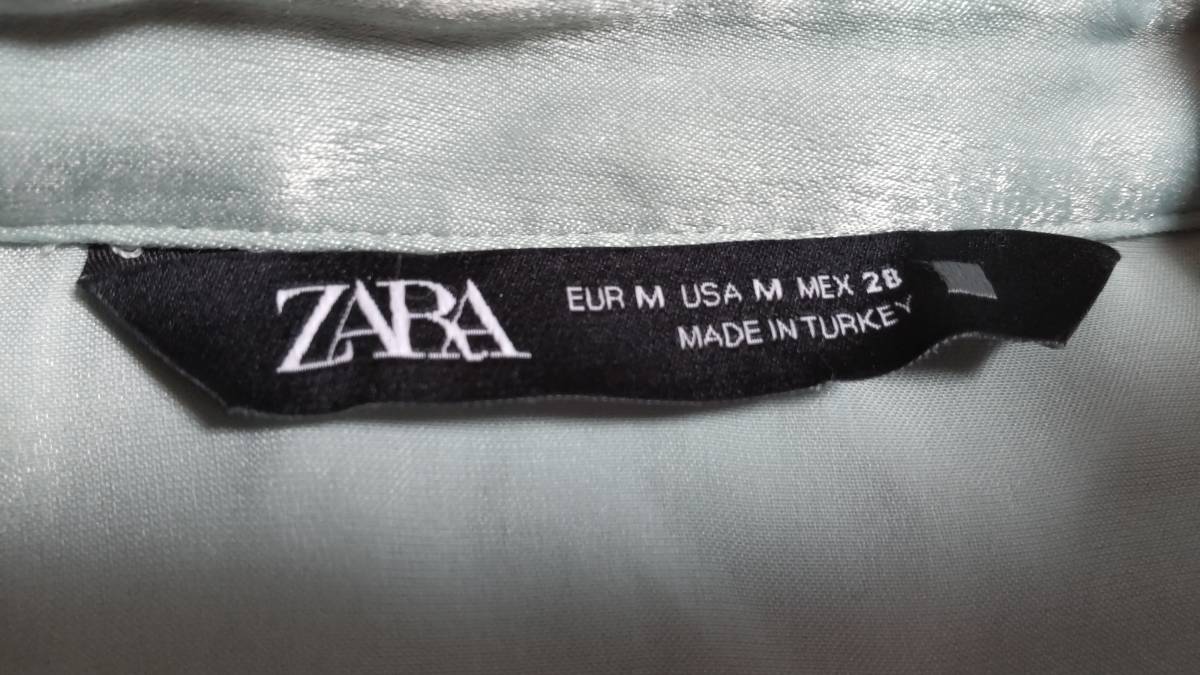 ZARA
EUR M USA M MEX 28
MADE IN TURKEY